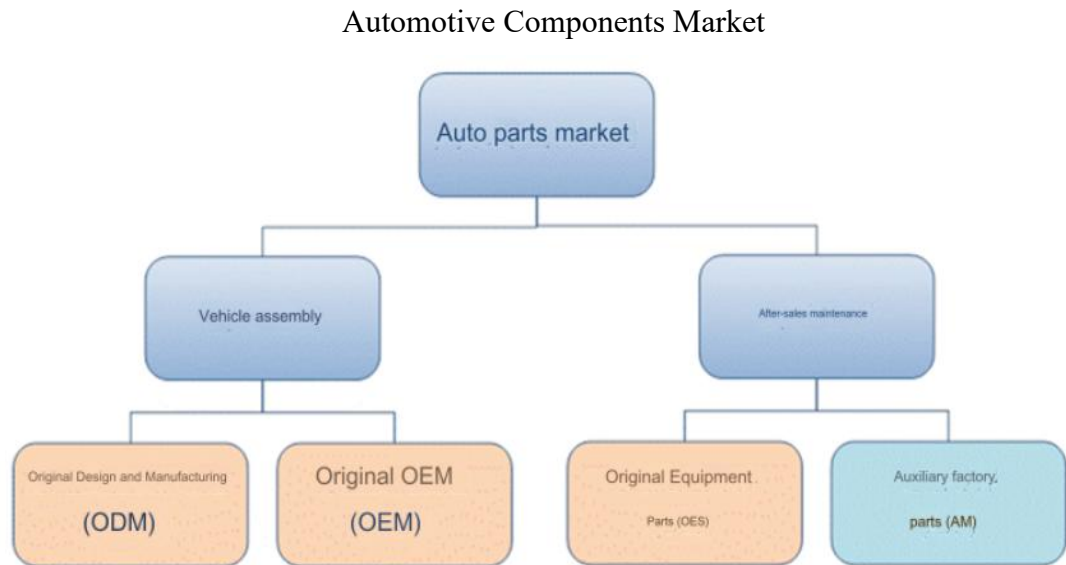 Automotive Components Market
Auto parts market
Vehicle assembly
After-sales maintenance
Original Design and Manufacturing
(ODM)
Original OEM
(OEM)
Original Equipment
Parts (OES)
Auxiliary factory,
parts (AM)